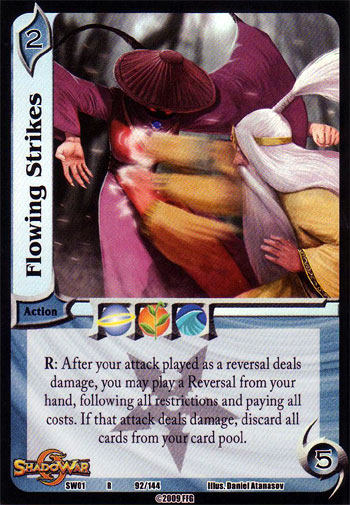 2
Flowing Strikes
Action
R: After your attack played as a reversal deals
damage, you may play a Reversal from your
hand, following all restrictions and paying all
costs. If that attack deals damage, discard all
cards from your card pool.
SHADOWAR
5
SW01 R 92/144 Illus. Daniel Atanasov
©2009 FFG